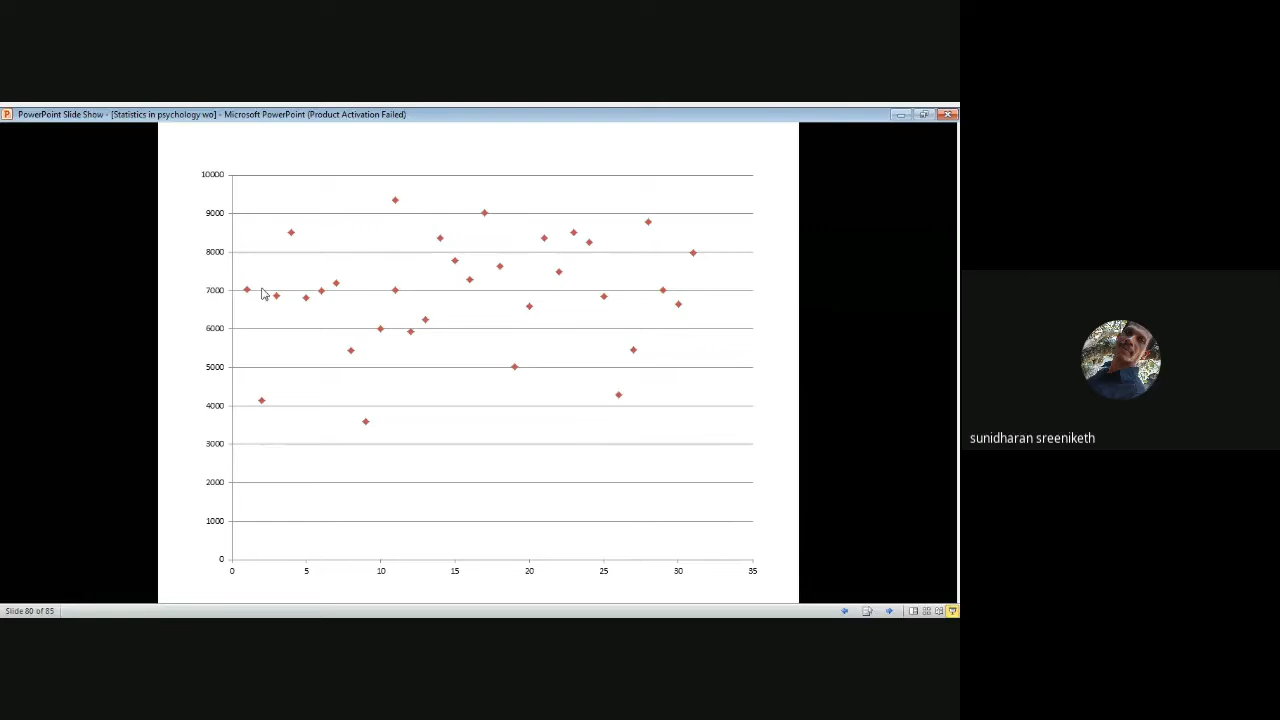 PowerPoint Slide Show - [Statistics in psychology wo] - Microsoft PowerPoint (Product Activation Failed)
10000
9000
8000
7000
6000
5000
4000
3000
2000
1000
0
0 5 10 15 20 25 30 35
sunidharan sreeniketh
Slide 80 of 85